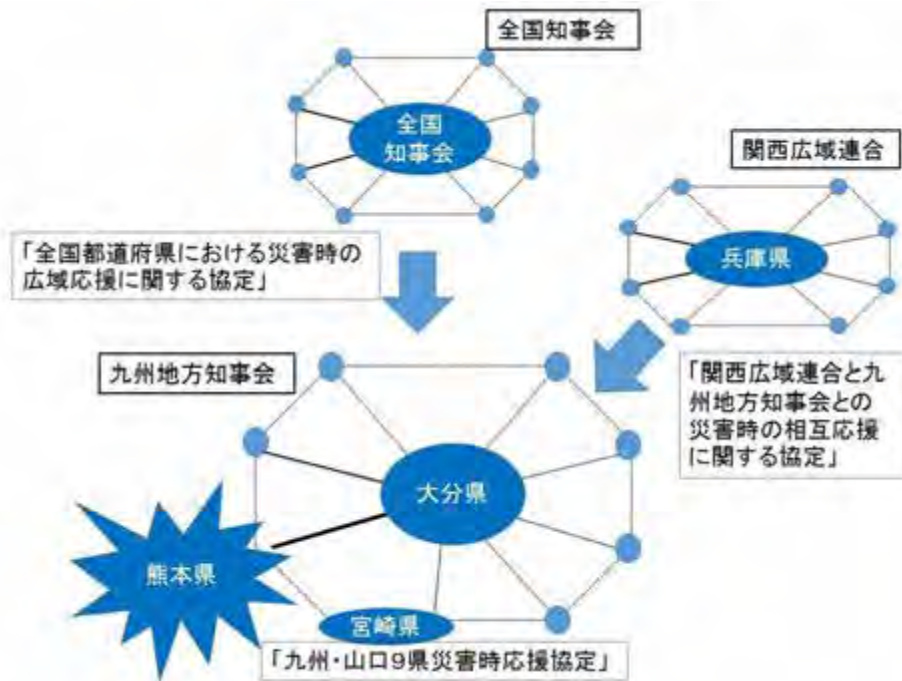 全国知事会
全国
知事会
関西広域連合
兵庫県
「全国都道府県における災害時の
広域応援に関する協定」
九州地方知事会
「関西広域連合と九
州地方知事会との
災害時の相互応援
に関する協定」
大分県
熊本県
宮崎県
「九州・山口9県災害時応援協定」